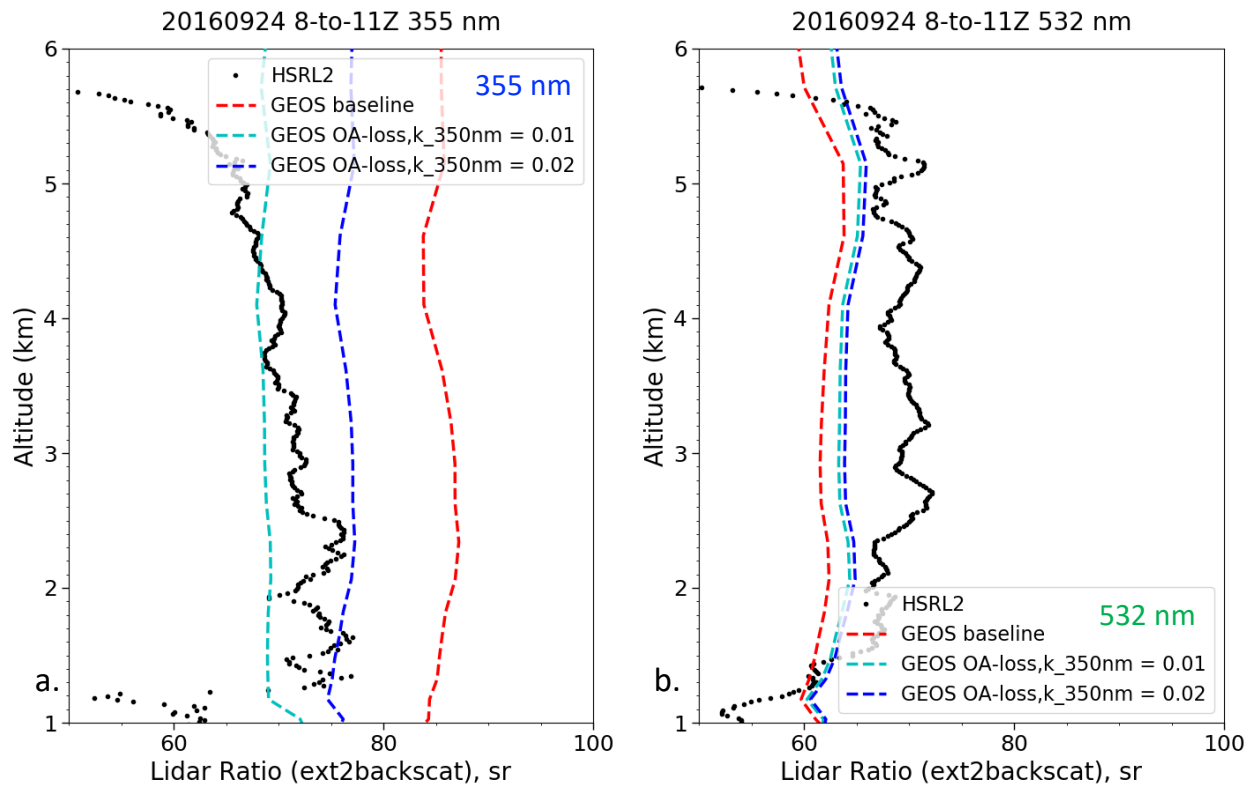 20160924 8-to-11Z 355 nm
6
5
4
3
2
1
Altitude (km)
HSRL2
GEOS baseline
GEOS OA-loss,k_350nm = 0.01
GEOS OA-loss,k_350nm = 0.02
355 nm
a.
60
80
100
Lidar Ratio (ext2backscat), sr
20160924 8-to-11Z 532 nm
6
5
4
3
2
1
Altitude (km)
HSRL2
GEOS baseline
GEOS OA-loss,k_350nm = 0.01
GEOS OA-loss,k_350nm = 0.02
532 nm
b.
60
80
100
Lidar Ratio (ext2backscat), sr